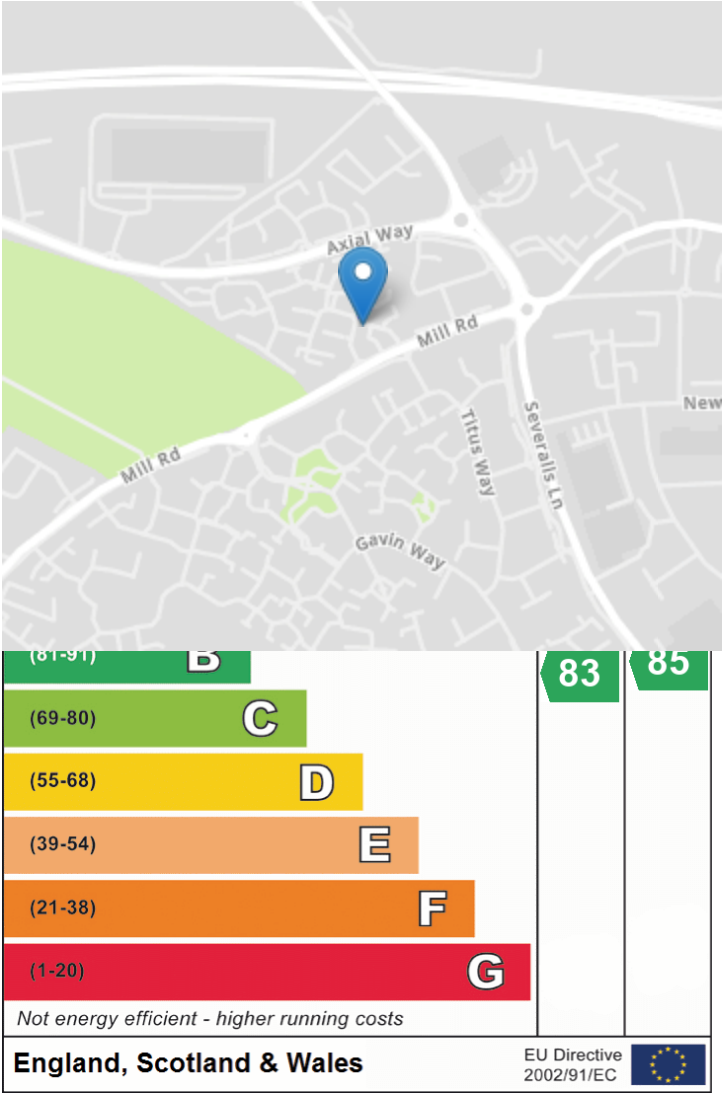 Axial Way
Mill Rd
New
Titus Way
Severalls Ln
Mill Rd
Gavin Way
(81-91) B 83 85
(69-80) C
(55-68) D
(39-54) E
(21-38) F
(1-20) G
Not energy efficient - higher running costs
England, Scotland & Wales
EU Directive
2002/91/EC